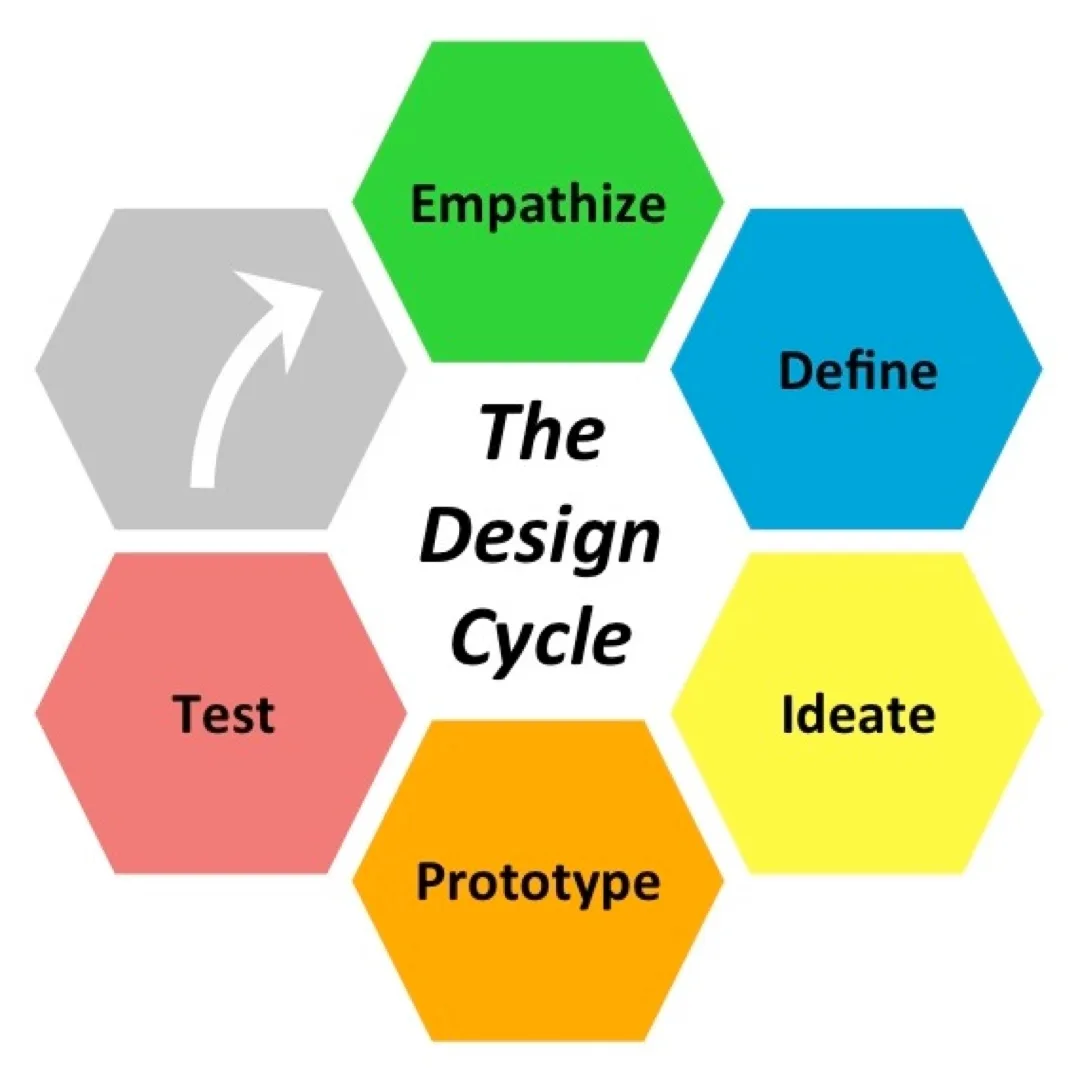 Empathize
Define
The
Design
Cycle
Test
Ideate
Prototype